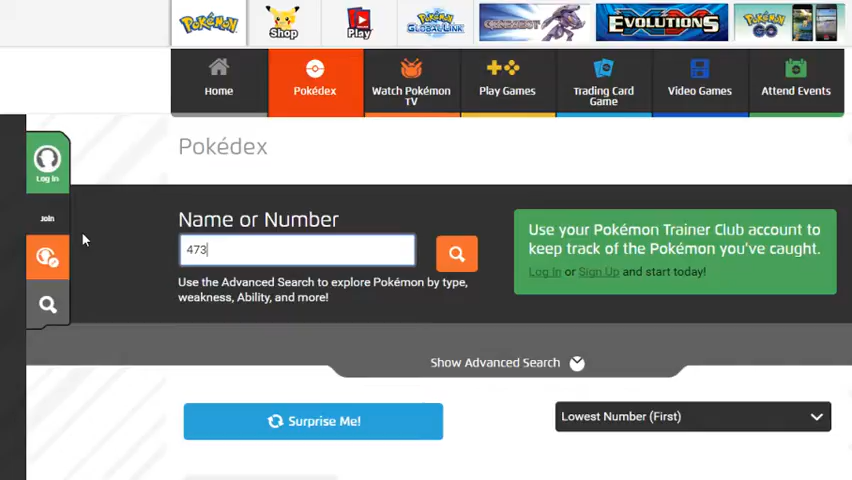 Pokémon
Shop
Play
Pokémon
GLOBAL LINK
GENESECT
EVOLUTIONS
POKÉMON
GO
Home
Pokédex
Watch Pokémon
TV
Play Games
Trading Card
Game
Video Games
Attend Events
Pokédex
Log in
Join
Name or Number
473
Use the Advanced Search to explore Pokémon by type,
weakness, Ability, and more!
Use your Pokémon Trainer Club account to
keep track of the Pokémon you've caught.
Log In or Sign Up and start today!
Show Advanced Search
Surprise Me!
Lowest Number (First)